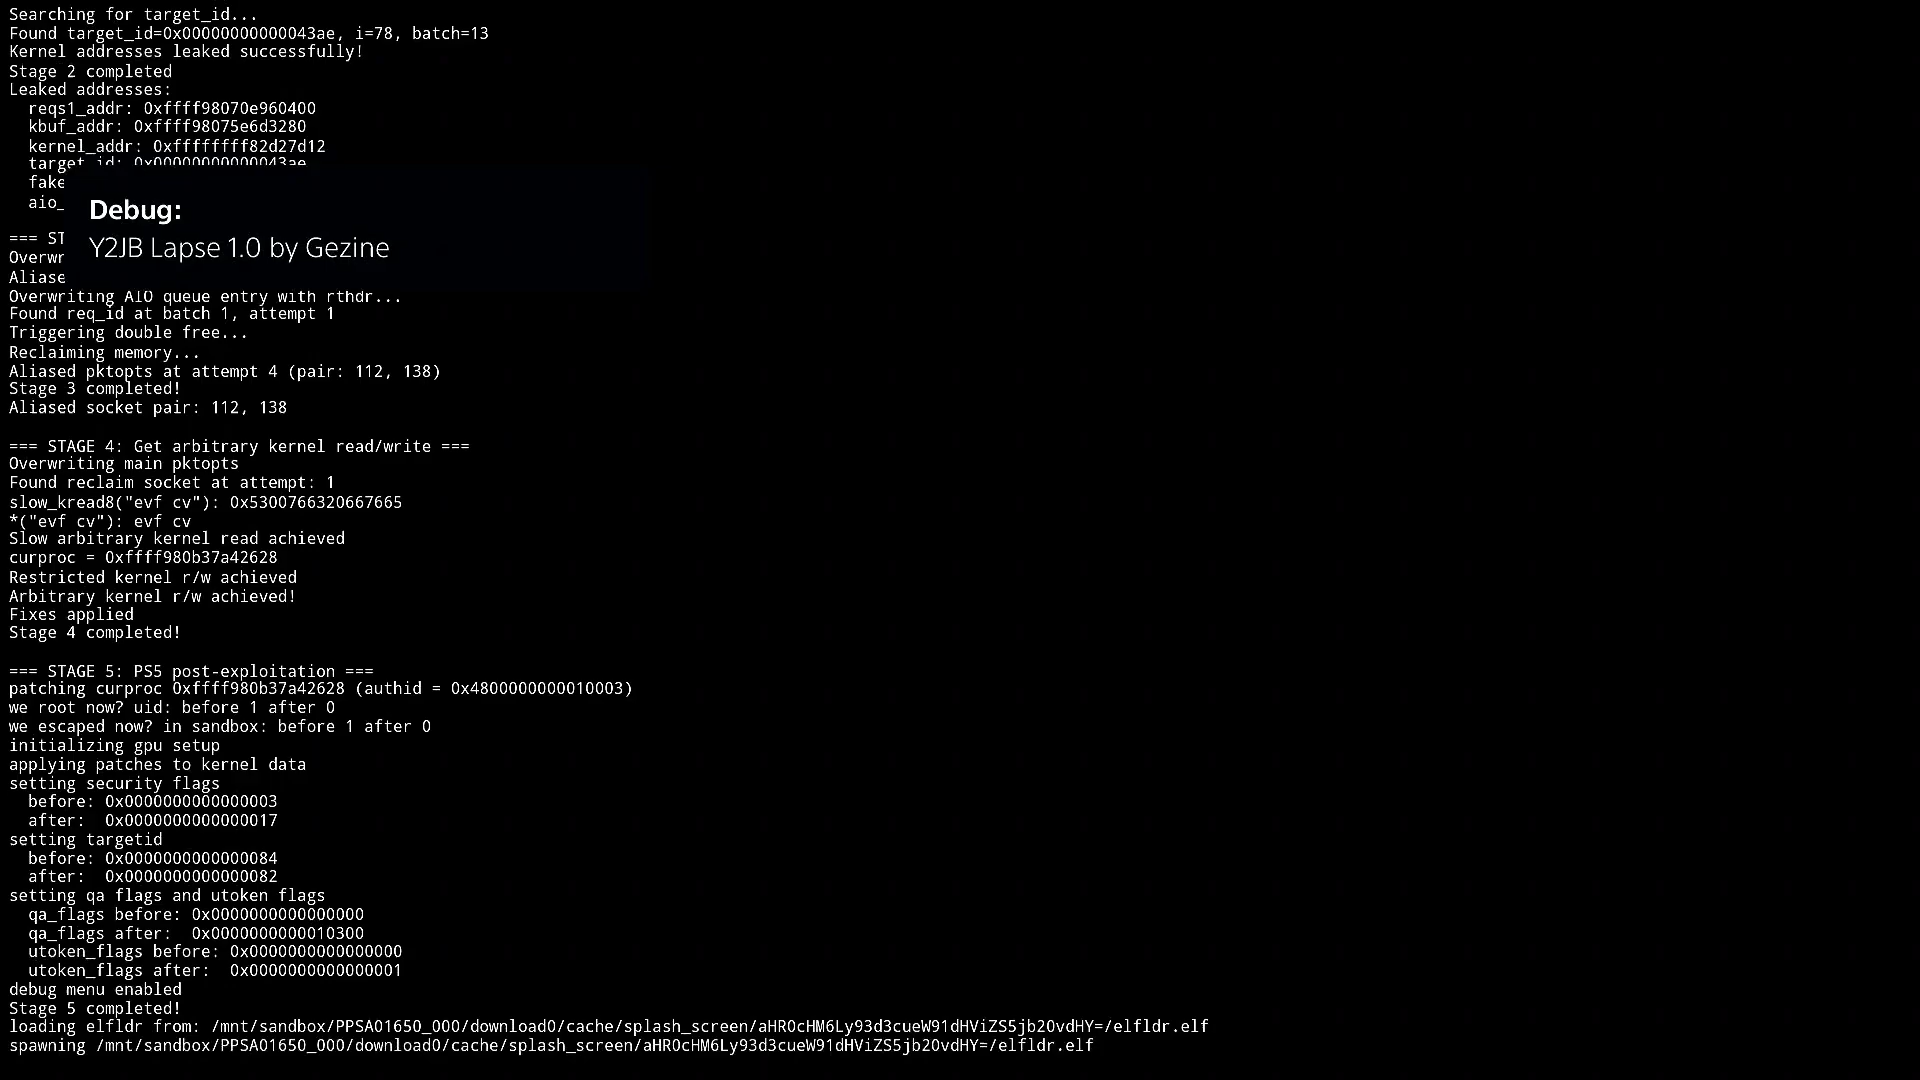 Searching for target_id...
Found target_id=0x00000000000043ae, i=78, batch=13
Kernel addresses leaked successfully!
Stage 2 completed
Leaked addresses:
reqs1_addr: 0xffff98070e960400
kbuf_addr: 0xffff98075e6d3280
kernel_addr: 0xffffffff82d27d12
target_id: 0x00000000000043ae
fake
aio_
Debug:
Y2JB Lapse 1.0 by Gezine
=== ST
Overwr
Aliase
Overwriting AIO queue entry with rthdr...
Found req_id at batch 1, attempt 1
Triggering double free...
Reclaiming memory...
Aliased pktopts at attempt 4 (pair: 112, 138)
Stage 3 completed!
Aliased socket pair: 112, 138
=== STAGE 4: Get arbitrary kernel read/write ===
Overwriting main pktopts
Found reclaim socket at attempt: 1
slow_kread8("evf cv"): 0x5300766320667665
*("evf cv"): evf cv
Slow arbitrary kernel read achieved
curproc = 0xffff980b37a42628
Restricted kernel r/w achieved
Arbitrary kernel r/w achieved!
Fixes applied
Stage 4 completed!
=== STAGE 5: PS5 post-exploitation ===
patching curproc 0xffff980b37a42628 (authid = 0x4800000000010003)
we root now? uid: before 1 after 0
we escaped now? in sandbox: before 1 after 0
initializing gpu setup
applying patches to kernel data
setting security flags
before: 0x0000000000000003
after:  0x0000000000000017
setting targetid
before: 0x0000000000000084
after:  0x0000000000000082
setting qa flags and utoken flags
qa_flags before: 0x0000000000000000
qa_flags after:  0x0000000000010300
utoken_flags before: 0x0000000000000000
utoken_flags after:  0x0000000000000001
debug menu enabled
Stage 5 completed!
loading elfldr from: /mnt/sandbox/PPSA01650_000/download0/cache/splash_screen/aHR0cHM6Ly93d3cueW91dHViZS5jb20vdHY=/elfldr.elf
spawning /mnt/sandbox/PPSA01650_000/download0/cache/splash_screen/aHR0cHM6Ly93d3cueW91dHViZS5jb20vdHY=/elfldr.elf